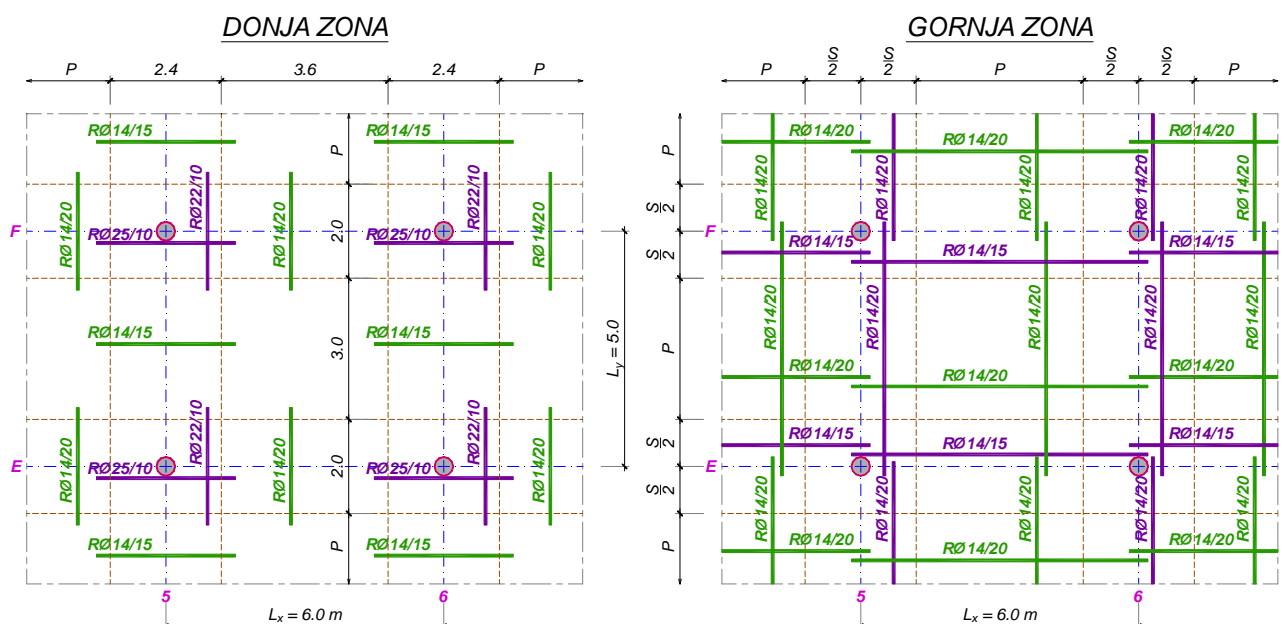 DONJA ZONA
P 2.4 3.6 2.4 P
RØ14/15 RØ14/15
P
RØ22/10 RØ22/10
RØ14/20 RØ14/20 RØ14/20
F RØ25/10 RØ25/10
2.0
RØ14/15 RØ14/15
3.0
L_y = 5.0
RØ22/10 RØ22/10
RØ14/20 RØ14/20 RØ14/20
E RØ25/10 RØ25/10
2.0
RØ14/15 RØ14/15
P
5 6
L_x = 6.0 m
GORNJA ZONA
P S/2 S/2 P S/2 S/2 P
RØ14/20 RØ14/20
RØ14/20
P
RØ14/20 RØ14/20 RØ14/20 RØ14/20 RØ14/20
S/2
F
S/2
RØ14/15 RØ14/15
RØ14/15
RØ14/20 RØ14/20 RØ14/20 RØ14/20 RØ14/20
P
RØ14/20 RØ14/20
RØ14/20
S/2
RØ14/15 RØ14/15
RØ14/15
E
S/2
RØ14/20 RØ14/20 RØ14/20 RØ14/20 RØ14/20
P
RØ14/20 RØ14/20
RØ14/20
5 6
L_x = 6.0 m